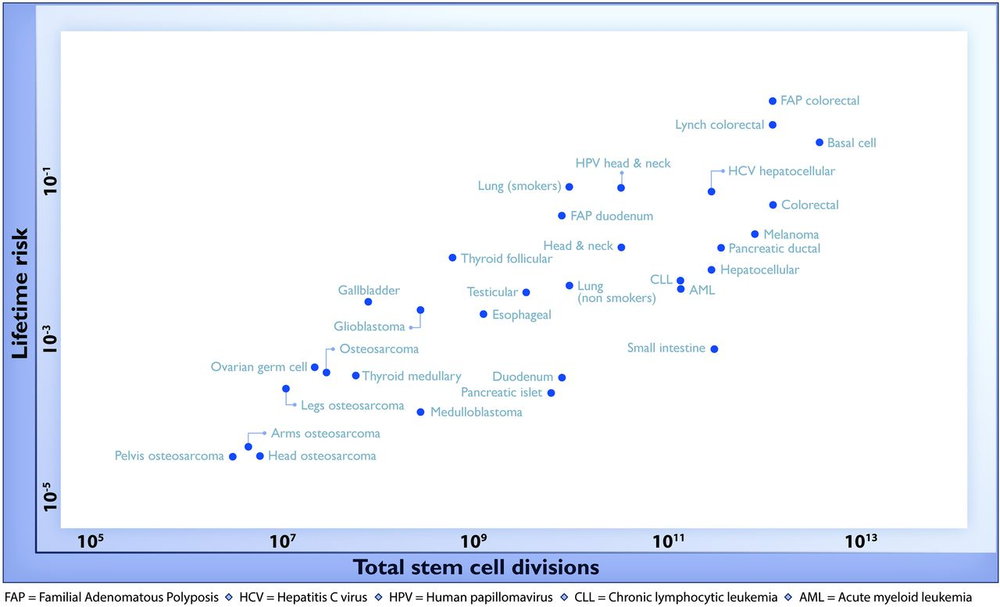 FAP colorectal
Lynch colorectal
Basal cell
HPV head & neck
HCV hepatocellular
Lung (smokers)
Colorectal
FAP duodenum
Melanoma
Head & neck
Pancreatic ductal
Thyroid follicular
Hepatocellular
CLL
Lung
(non smokers)
AML
Gallbladder
Testicular
Esophageal
Glioblastoma
Osteosarcoma
Small intestine
Ovarian germ cell
Thyroid medullary
Duodenum
Pancreatic islet
Legs osteosarcoma
Medulloblastoma
Arms osteosarcoma
Pelvis osteosarcoma
Head osteosarcoma
Lifetime risk
10⁻¹
10⁻³
10⁻⁵
10⁵ 10⁷ 10⁹ 10¹¹ 10¹³
Total stem cell divisions
FAP = Familial Adenomatous Polyposis ◇ HCV = Hepatitis C virus ◇ HPV = Human papillomavirus ◇ CLL = Chronic lymphocytic leukemia ◇ AML = Acute myeloid leukemia